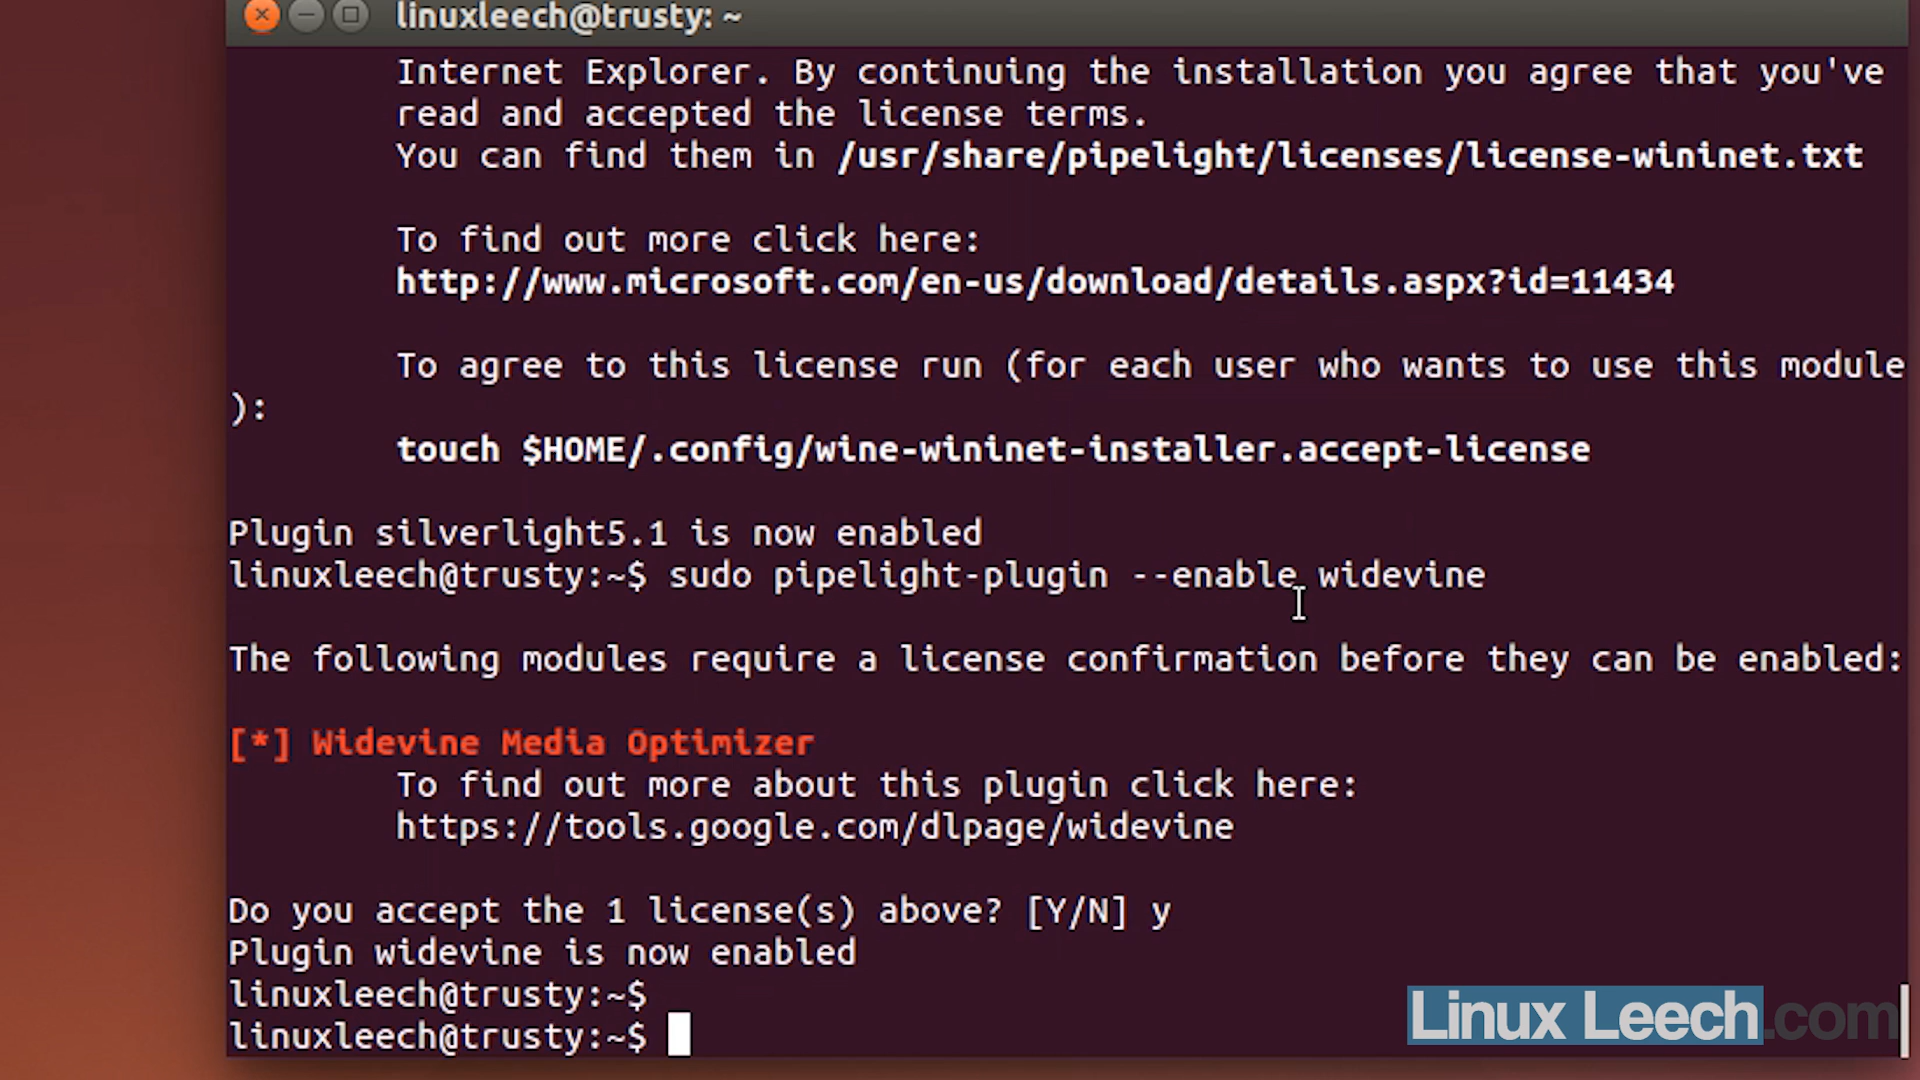 linuxleech@trusty: ~
Internet Explorer. By continuing the installation you agree that you've
read and accepted the license terms.
You can find them in /usr/share/pipelight/licenses/license-wininet.txt
To find out more click here:
http://www.microsoft.com/en-us/download/details.aspx?id=11434
To agree to this license run (for each user who wants to use this module
):
touch $HOME/.config/wine-wininet-installer.accept-license
Plugin silverlight5.1 is now enabled
linuxleech@trusty:~$ sudo pipelight-plugin --enable widevine
The following modules require a license confirmation before they can be enabled:
[*] Widevine Media Optimizer
To find out more about this plugin click here:
https://tools.google.com/dlpage/widevine
Do you accept the 1 license(s) above? [Y/N] y
Plugin widevine is now enabled
linuxleech@trusty:~$
linuxleech@trusty:~$
Linux Leech.com